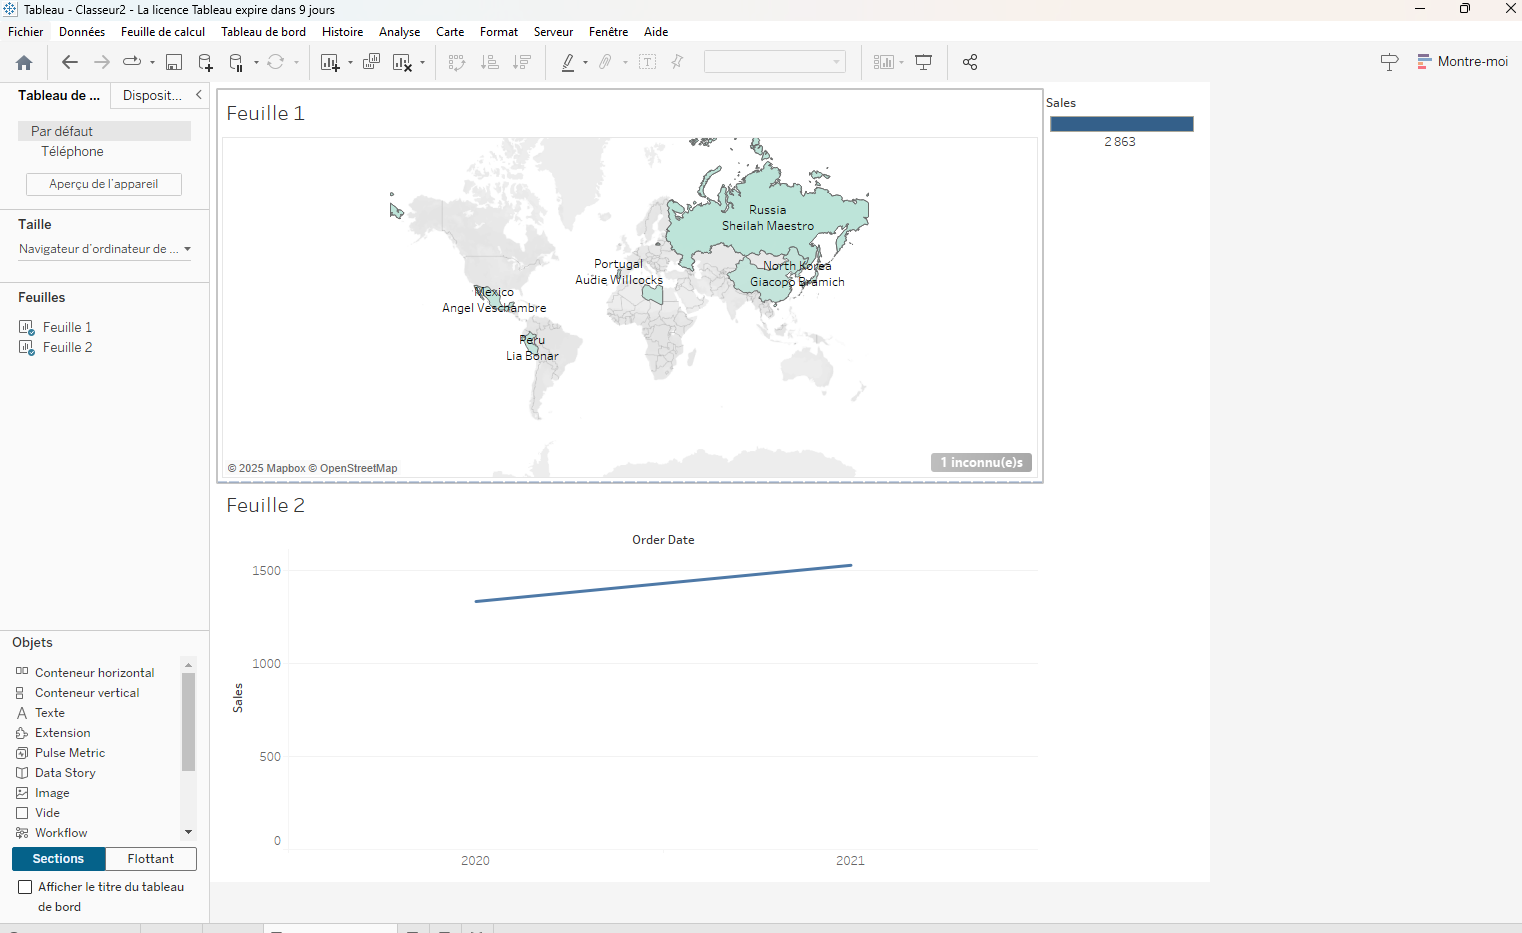 Tableau - Classeur2 - La licence Tableau expire dans 9 jours
Fichier Données Feuille de calcul Tableau de bord Histoire Analyse Carte Format Serveur Fenêtre Aide
Montre-moi
Tableau de ... Disposit...
Par défaut
Téléphone
Aperçu de l'appareil
Taille
Navigateur d'ordinateur de ...
Feuilles
Feuille 1
Feuille 2
Objets
Conteneur horizontal
Conteneur vertical
Texte
Extension
Pulse Metric
Data Story
Image
Vide
Workflow
Sections Flottant
Afficher le titre du tableau
de bord
Feuille 1
Russia
Sheilah Maestro
Portugal
Audie Willcocks
North Korea
Giacopo Bramich
Mexico
Angel Veschambre
Peru
Lia Bonar
© 2025 Mapbox © OpenStreetMap
1 inconnu(e)s
Sales
2 863
Feuille 2
Order Date
1500
1000
500
0
Sales
2020 2021